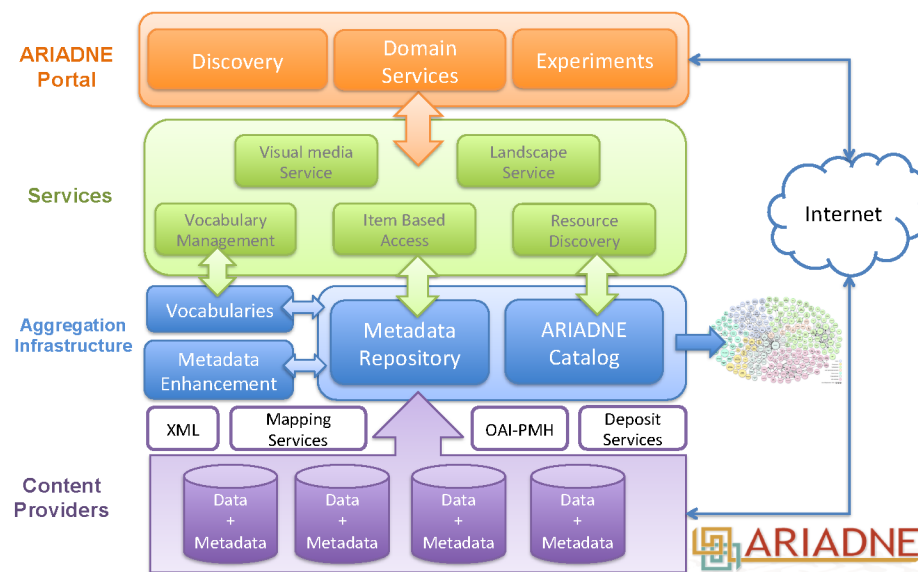 ARIADNE
Portal
Discovery
Domain
Services
Experiments
Services
Visual media
Service
Landscape
Service
Vocabulary
Management
Item Based
Access
Resource
Discovery
Internet
Aggregation
Infrastructure
Vocabularies
Metadata
Enhancement
Metadata
Repository
ARIADNE
Catalog
XML
Mapping
Services
OAI-PMH
Deposit
Services
Content
Providers
Data
+
Metadata
Data
+
Metadata
Data
+
Metadata
Data
+
Metadata
ARIADNE